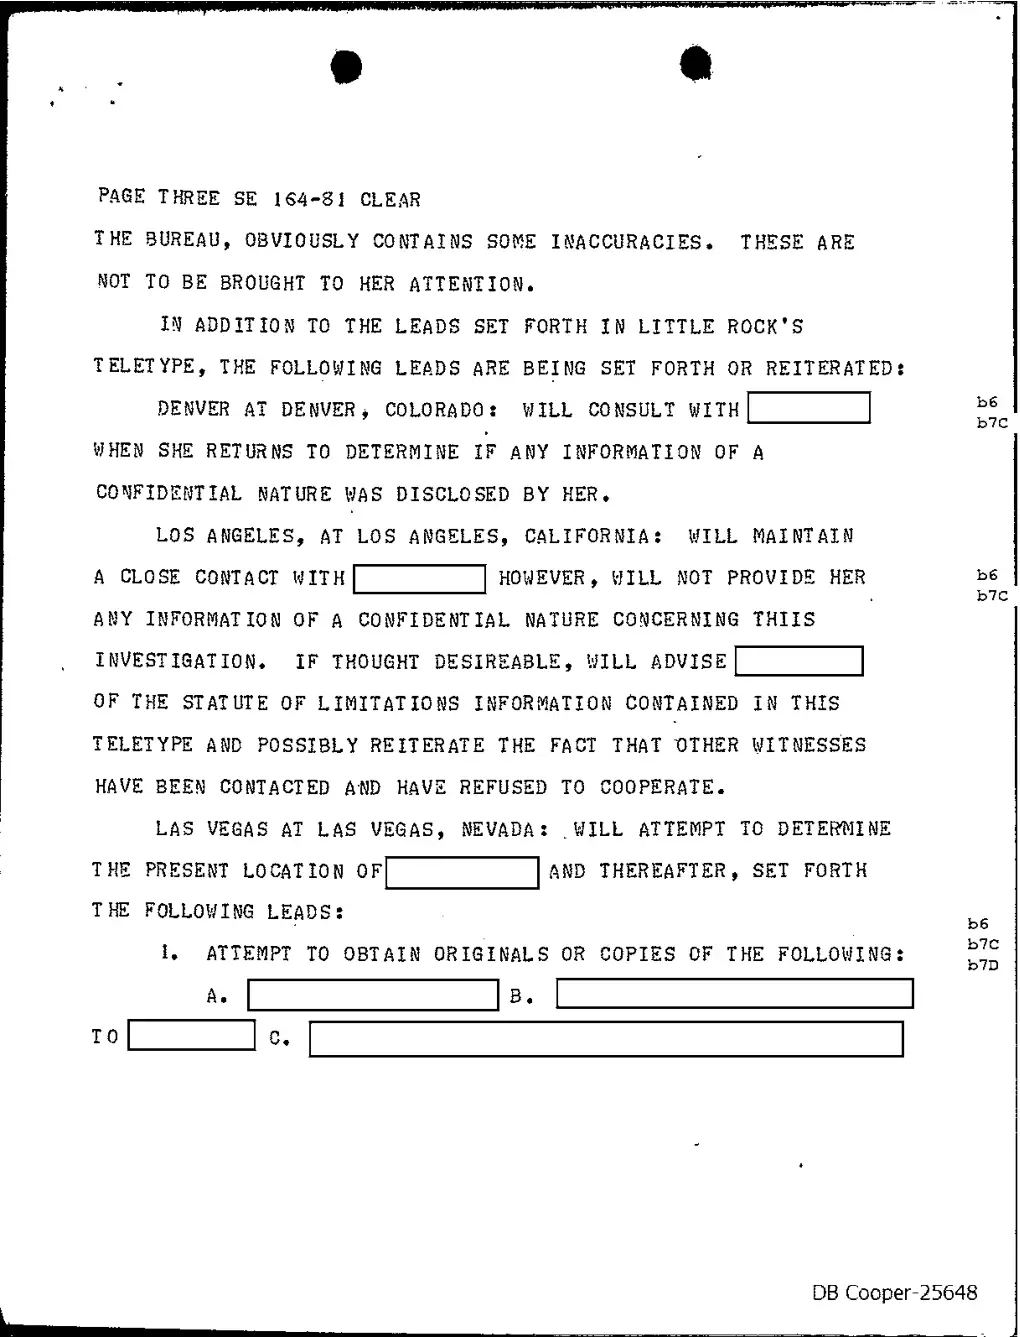 PAGE THREE SE 164-81 CLEAR
THE BUREAU, OBVIOUSLY CONTAINS SOME INACCURACIES. THESE ARE
NOT TO BE BROUGHT TO HER ATTENTION.
IN ADDITION TO THE LEADS SET FORTH IN LITTLE ROCK'S
TELETYPE, THE FOLLOWING LEADS ARE BEING SET FORTH OR REITERATED:
DENVER AT DENVER, COLORADO: WILL CONSULT WITH
b6
b7C
WHEN SHE RETURNS TO DETERMINE IF ANY INFORMATION OF A
CONFIDENTIAL NATURE WAS DISCLOSED BY HER.
LOS ANGELES, AT LOS ANGELES, CALIFORNIA: WILL MAINTAIN
A CLOSE CONTACT WITH HOWEVER, WILL NOT PROVIDE HER
b6
b7C
ANY INFORMATION OF A CONFIDENTIAL NATURE CONCERNING THIIS
INVESTIGATION. IF THOUGHT DESIREABLE, WILL ADVISE
OF THE STATUTE OF LIMITATIONS INFORMATION CONTAINED IN THIS
TELETYPE AND POSSIBLY REITERATE THE FACT THAT OTHER WITNESSES
HAVE BEEN CONTACTED AND HAVE REFUSED TO COOPERATE.
LAS VEGAS AT LAS VEGAS, NEVADA: WILL ATTEMPT TO DETERMINE
THE PRESENT LOCATION OF AND THEREAFTER, SET FORTH
THE FOLLOWING LEADS:
b6
b7C
b7D
1. ATTEMPT TO OBTAIN ORIGINALS OR COPIES OF THE FOLLOWING:
A. B.
TO C.
DB Cooper-25648